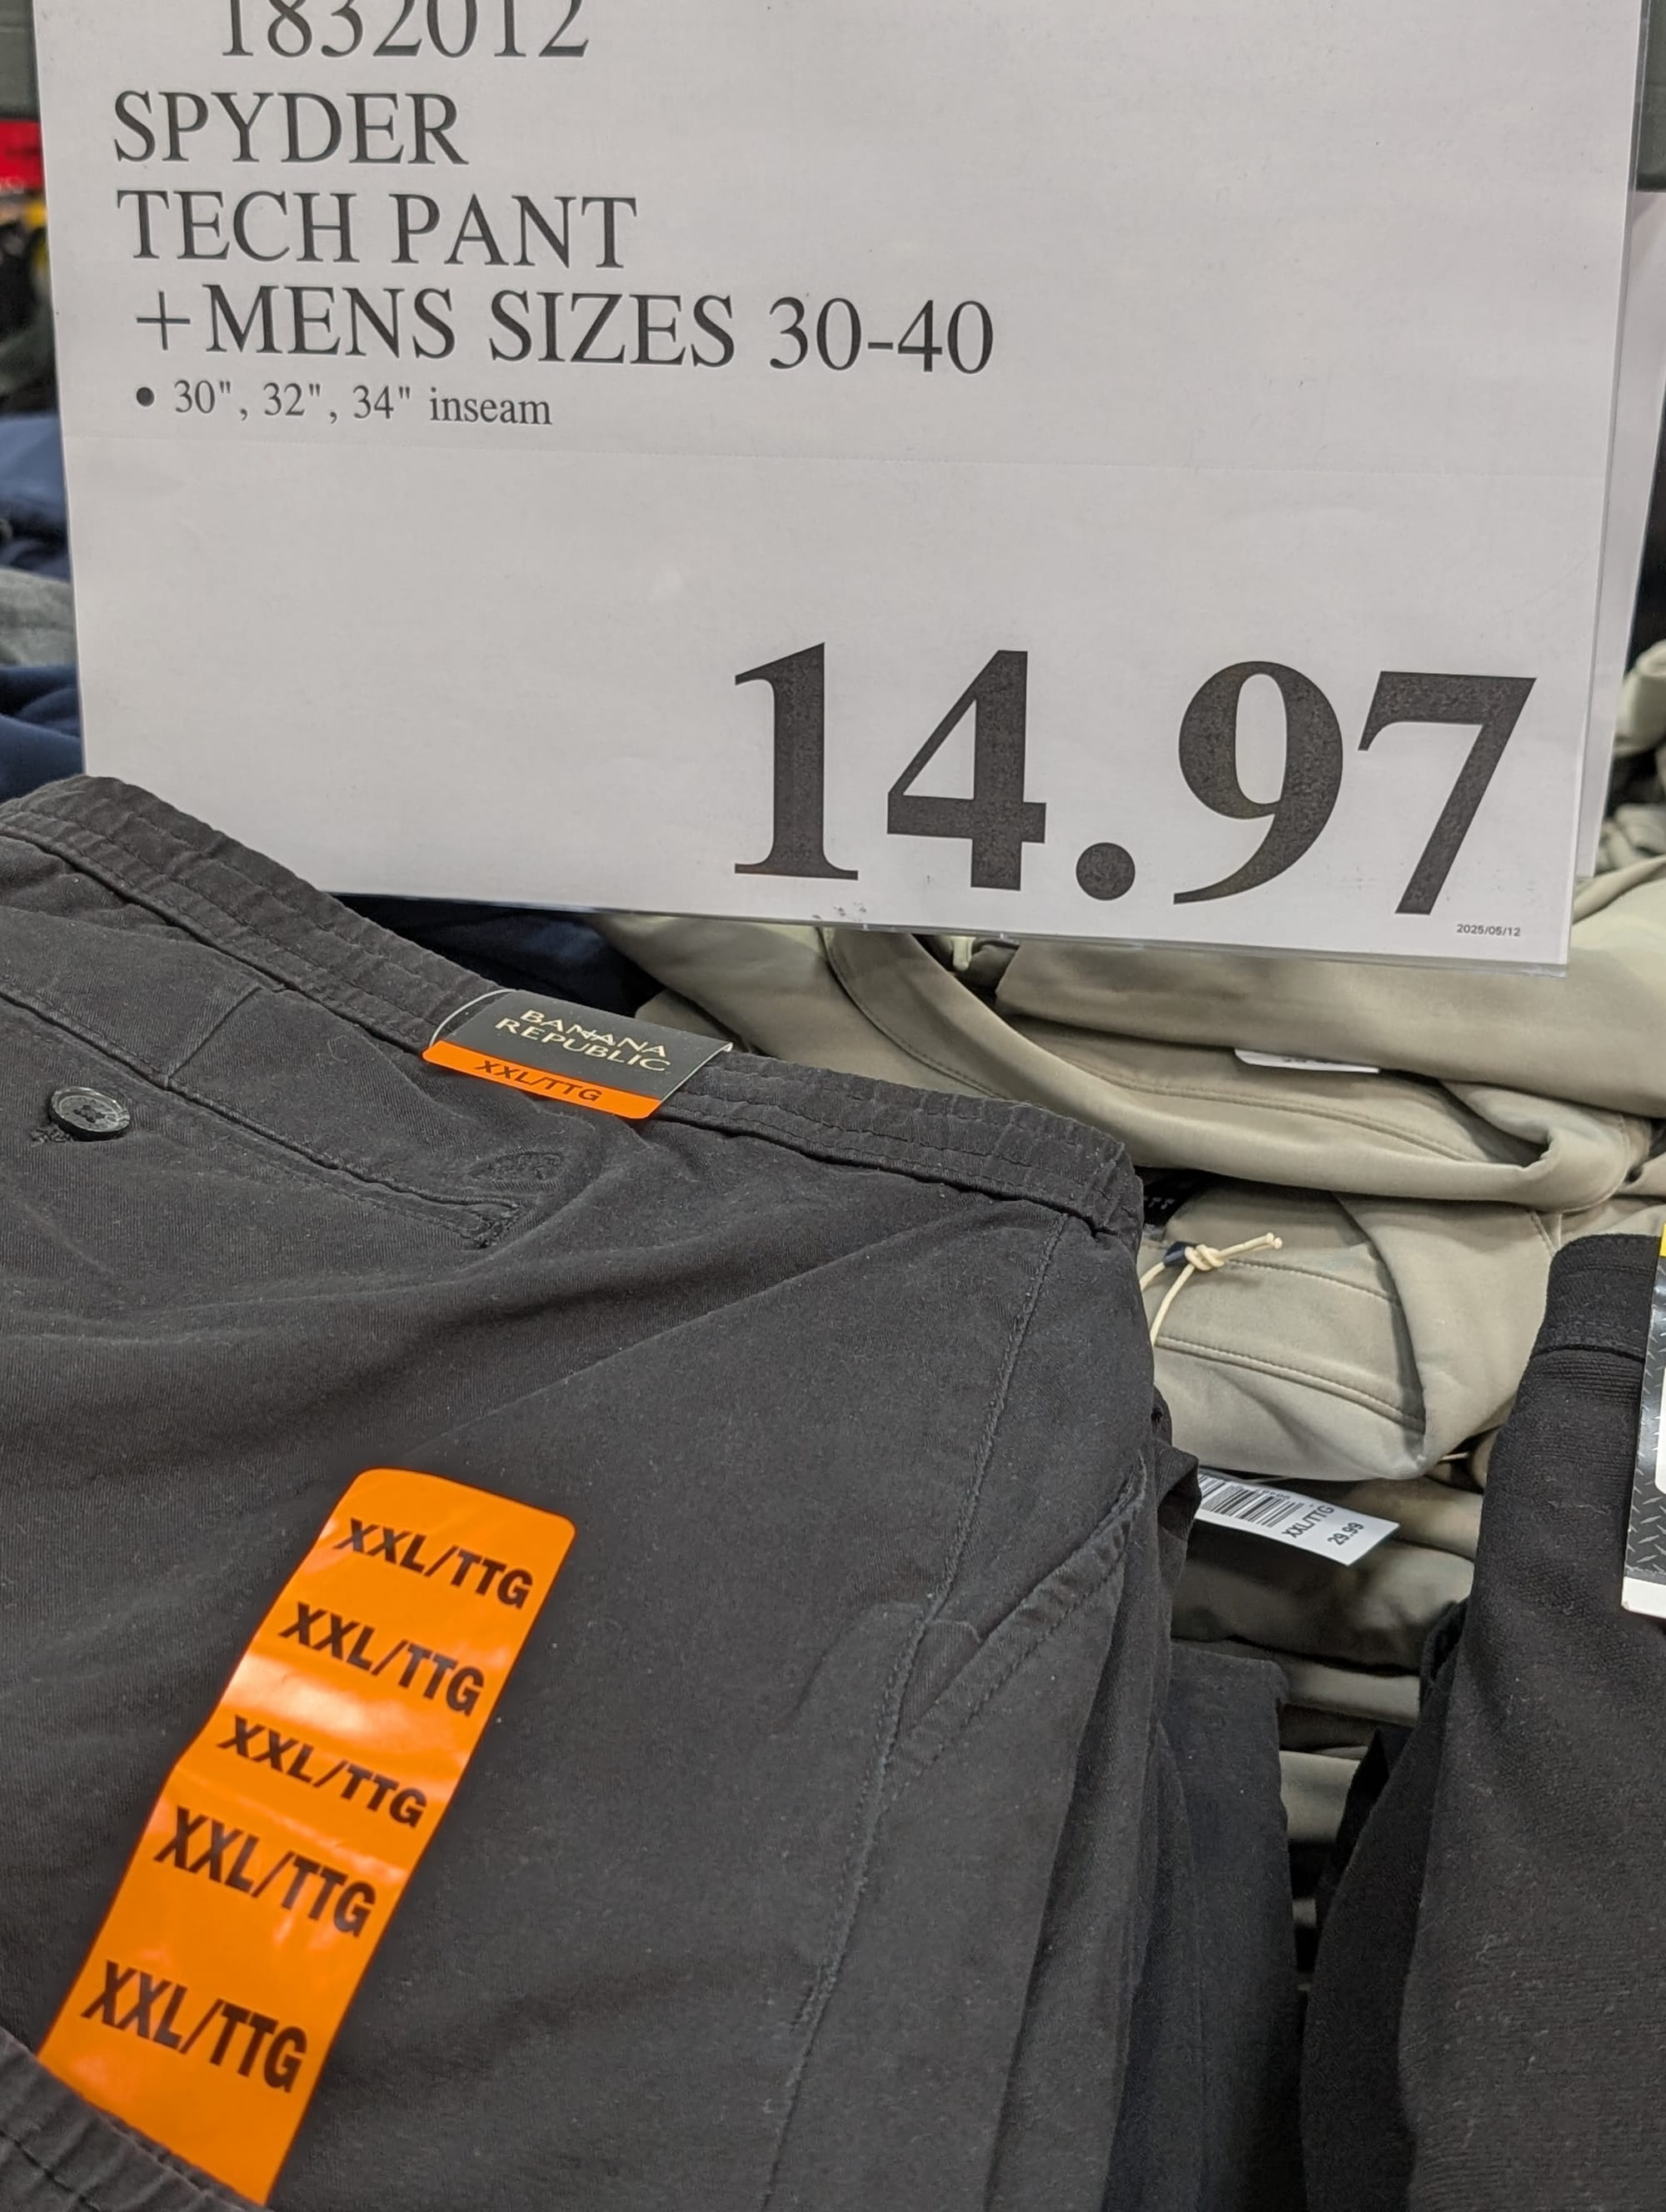 1832012
SPYDER
TECH PANT
+MENS SIZES 30-40
• 30", 32", 34" inseam
14.97
2025/05/12
BANANA
REPUBLIC
XXL/TTG
XXL/TTG
29.99
XXL/TTG
XXL/TTG
XXL/TTG
XXL/TTG
XXL/TTG